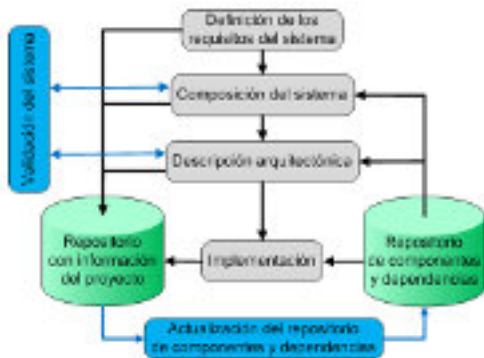 Definición de los
requisitos del sistema
Validación del sistema
Composición del sistema
Descripción arquitectónica
Repositorio
con información
del proyecto
Implementación
Repositorio
de componentes
y dependencias
Actualización del repositorio
de componentes y dependencias